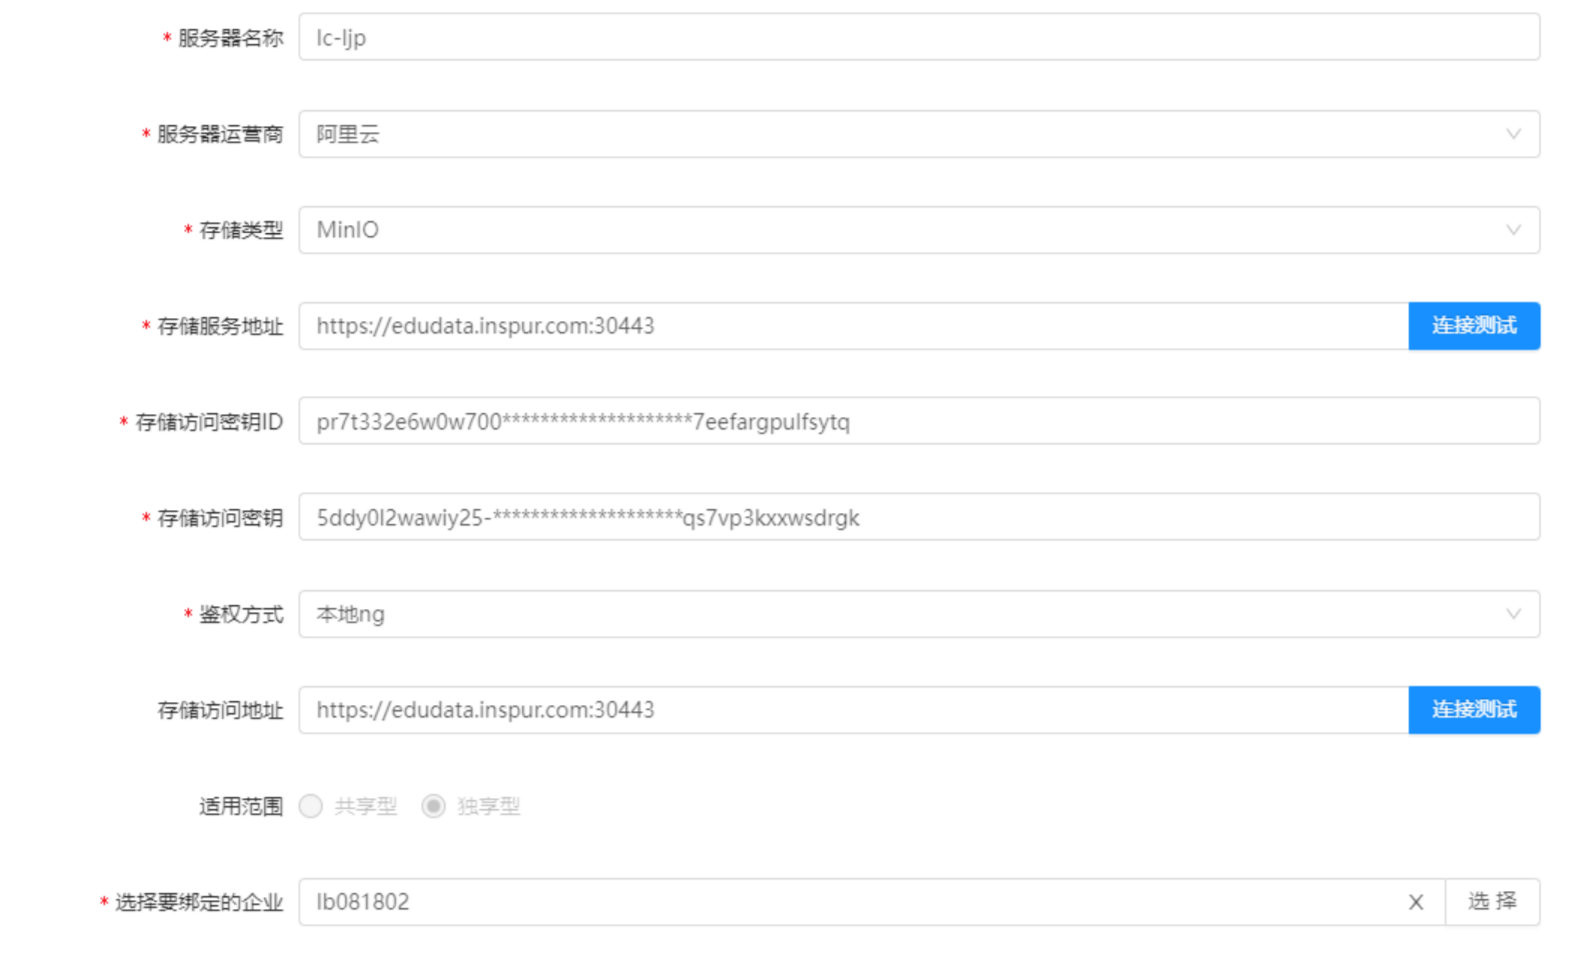 * 服务器名称 lc-ljp
* 服务器运营商 阿里云
* 存储类型 MinIO
* 存储服务地址 https://edudata.inspur.com:30443 连接测试
* 存储访问密钥ID pr7t332e6w0w700********************7eefargpulfsytq
* 存储访问密钥 5ddy0l2wawiy25-********************qs7vp3kxxwsdrgk
* 鉴权方式 本地ng
存储访问地址 https://edudata.inspur.com:30443 连接测试
适用范围 共享型 独享型
* 选择要绑定的企业 lb081802 X 选 择